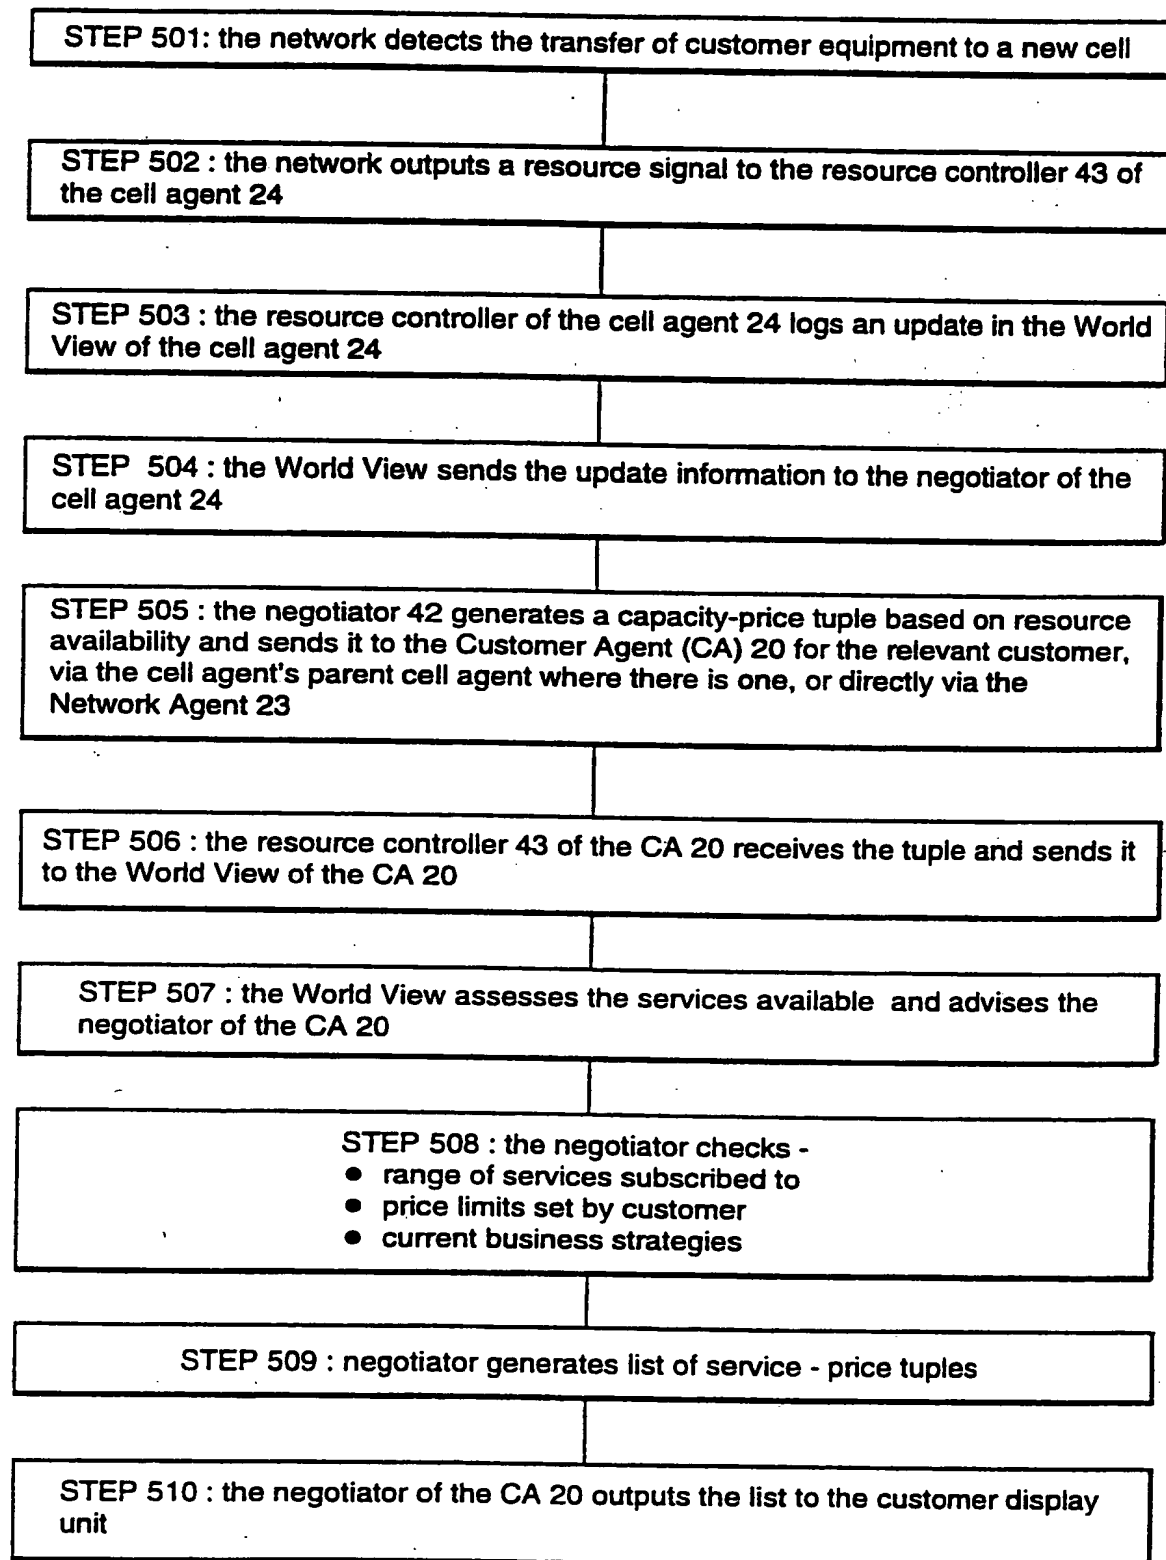 STEP 501: the network detects the transfer of customer equipment to a new cell
STEP 502 : the network outputs a resource signal to the resource controller 43 of
the cell agent 24
STEP 503 : the resource controller of the cell agent 24 logs an update in the World
View of the cell agent 24
STEP 504 : the World View sends the update information to the negotiator of the
cell agent 24
STEP 505 : the negotiator 42 generates a capacity-price tuple based on resource
availability and sends it to the Customer Agent (CA) 20 for the relevant customer,
via the cell agent's parent cell agent where there is one, or directly via the
Network Agent 23
STEP 506 : the resource controller 43 of the CA 20 receives the tuple and sends it
to the World View of the CA 20
STEP 507 : the World View assesses the services available and advises the
negotiator of the CA 20
STEP 508 : the negotiator checks -
● range of services subscribed to
● price limits set by customer
● current business strategies
STEP 509 : negotiator generates list of service - price tuples
STEP 510 : the negotiator of the CA 20 outputs the list to the customer display
unit